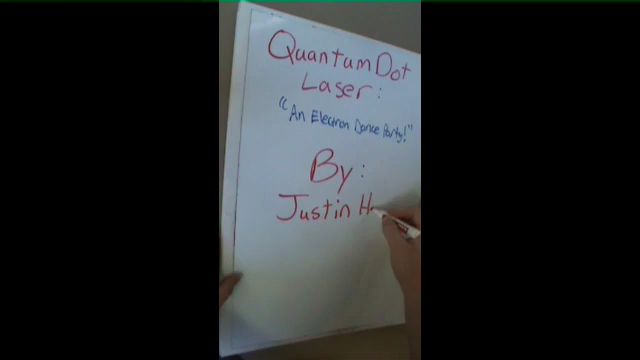 Quantum Dot
Laser:
"An Electron Dance Party!"
By:
Justin H